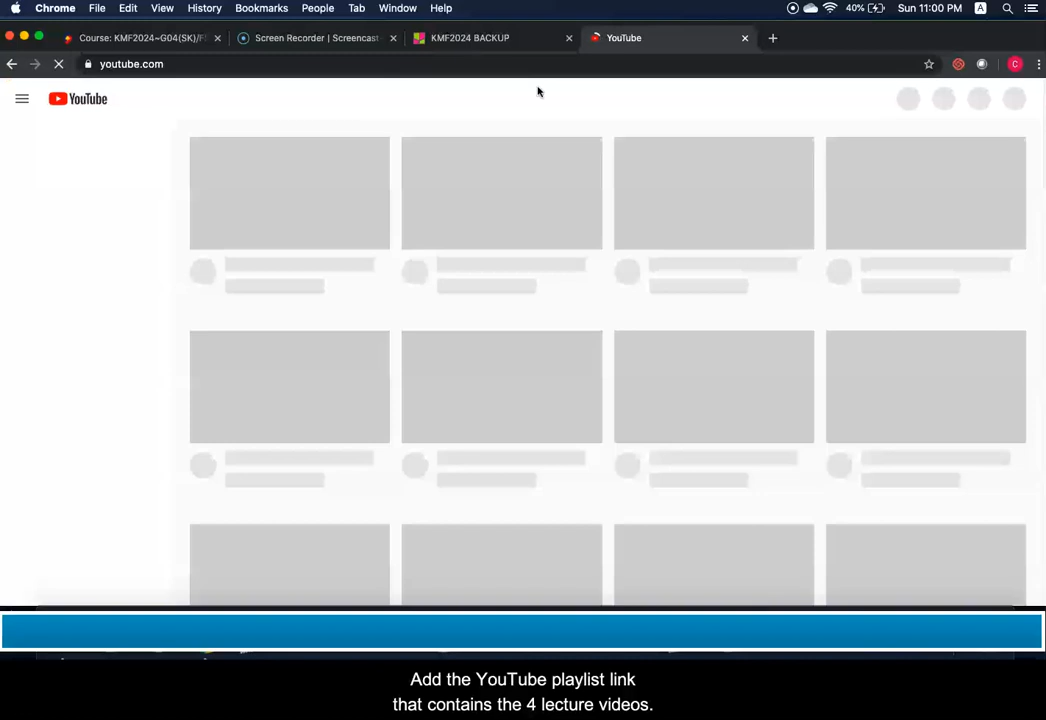 Chrome File Edit View History Bookmarks People Tab Window Help 40% Sun 11:00 PM A
Course: KMF2024~G04(SK)/F Screen Recorder | Screencast KMF2024 BACKUP YouTube
youtube.com C
YouTube
Add the YouTube playlist link
that contains the 4 lecture videos.